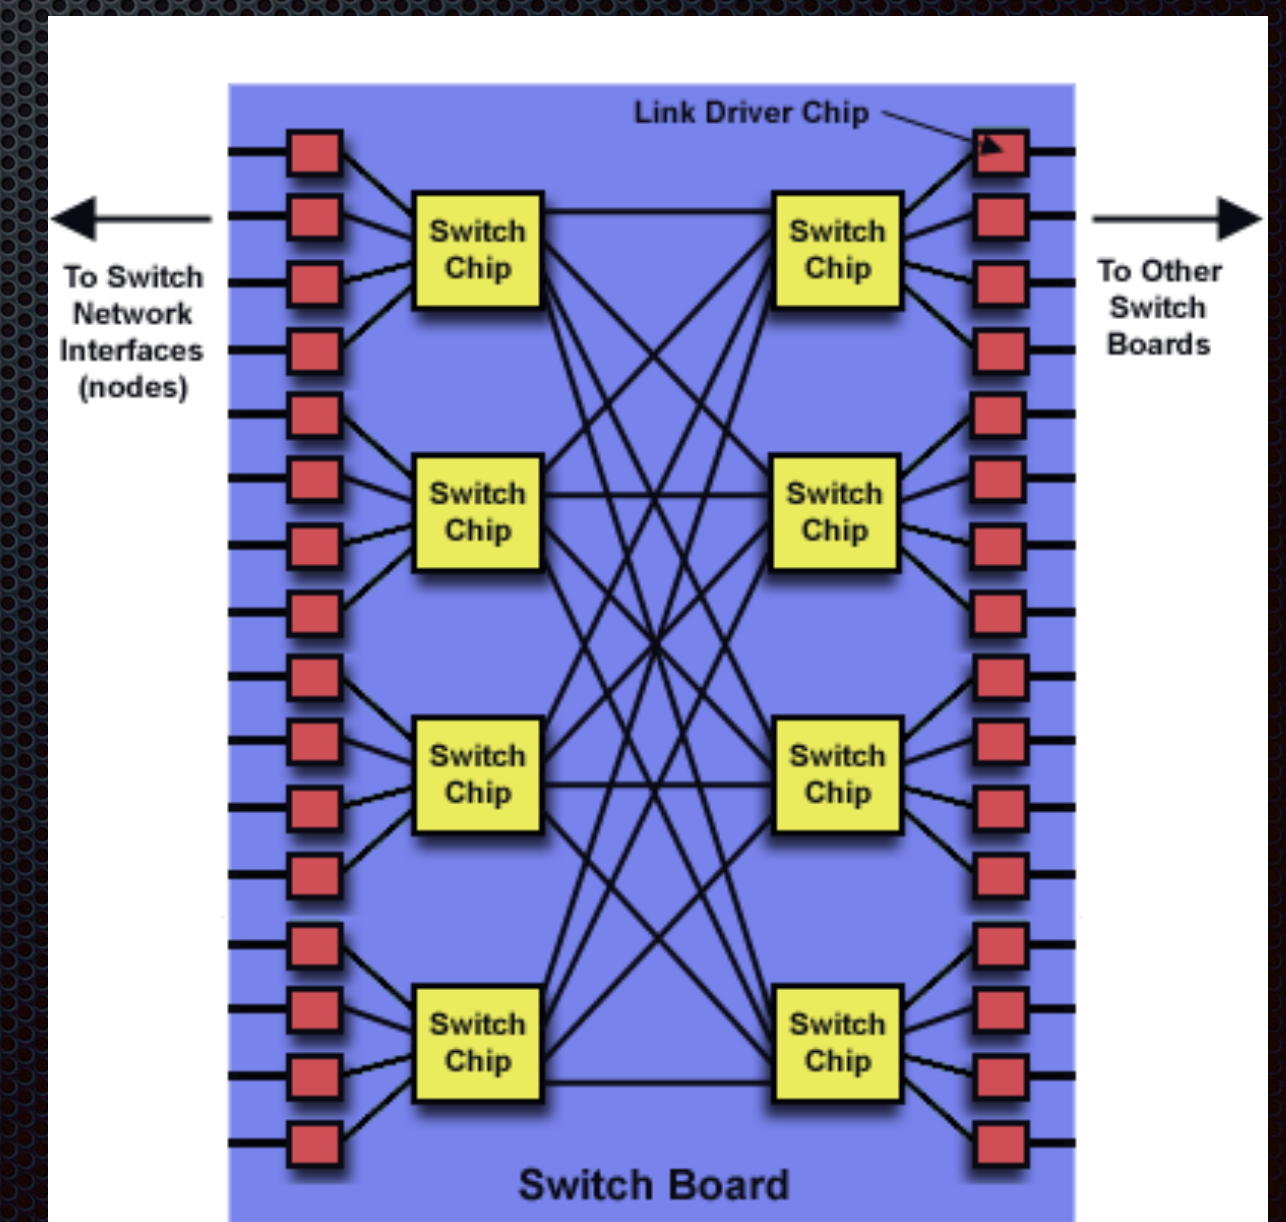 Link Driver Chip
To Switch
Network
Interfaces
(nodes)
To Other
Switch
Boards
Switch
Chip
Switch
Chip
Switch
Chip
Switch
Chip
Switch
Chip
Switch
Chip
Switch
Chip
Switch
Chip
Switch Board